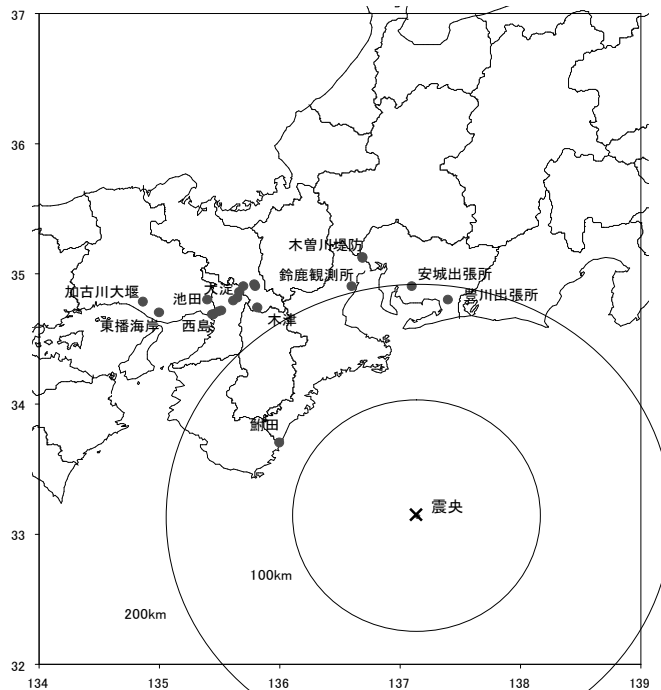 37
36
35
34
33
32
134
135
136
137
138
139
木曽川堤防
鈴鹿観測所
安城出張所
豊川出張所
加古川大堰
池田
大淀
東播海岸
西島
木津
鮒田
震央
100km
200km